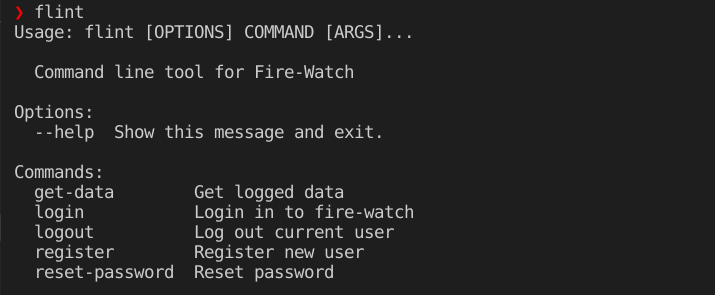 ❯ flint
Usage: flint [OPTIONS] COMMAND [ARGS]...

  Command line tool for Fire-Watch

Options:
  --help  Show this message and exit.

Commands:
  get-data        Get logged data
  login           Login in to fire-watch
  logout          Log out current user
  register        Register new user
  reset-password  Reset password